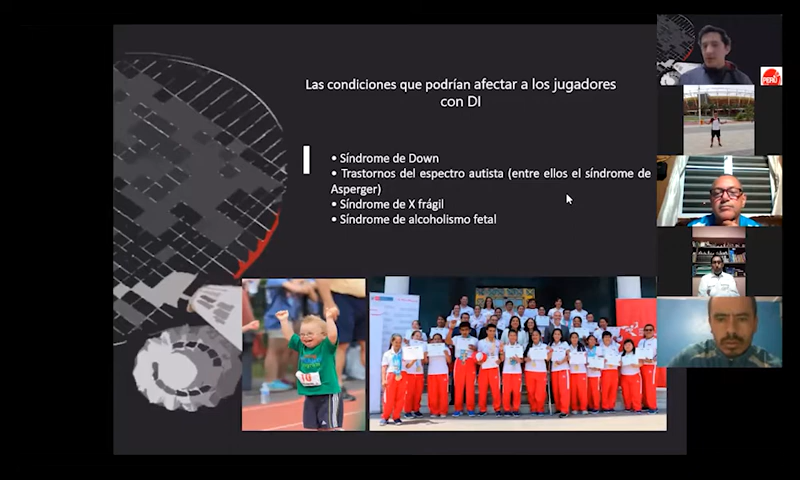 Las condiciones que podrían afectar a los jugadores
con DI
• Síndrome de Down
• Trastornos del espectro autista (entre ellos el síndrome de
Asperger)
• Síndrome de X frágil
• Síndrome de alcoholismo fetal
PERÚ